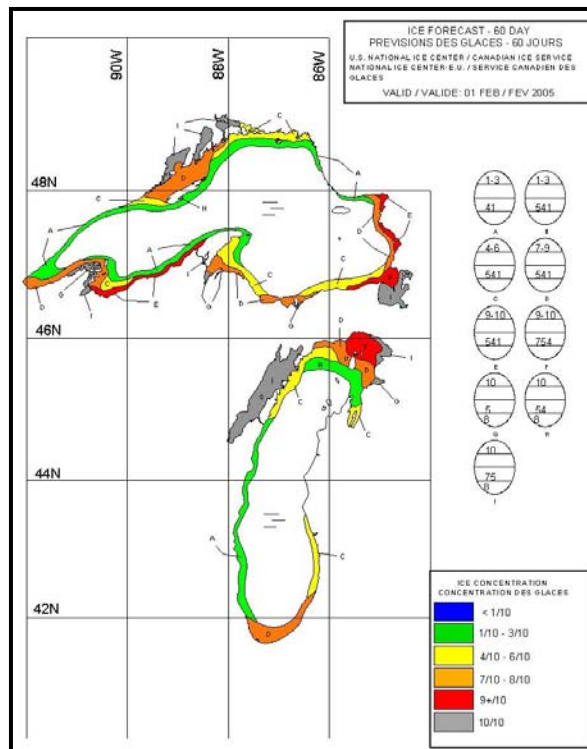 ICE FORECAST - 60 DAY
PREVISIONS DES GLACES - 60 JOURS
U.S. NATIONAL ICE CENTER / CANADIAN ICE SERVICE
NATIONAL ICE CENTER-E.U. / SERVICE CANADIEN DES
GLACES
VALID / VALIDE: 01 FEB / FEV 2005
90W
88W
86W
48N
46N
44N
42N
1-3
41
A
1-3
541
B
4-6
541
C
7-9
541
D
9-10
541
E
9-10
754
F
10
5
8
G
10
54
8
H
10
75
8
I
ICE CONCENTRATION
CONCENTRATION DES GLACES
< 1/10
1/10 - 3/10
4/10 - 6/10
7/10 - 8/10
9+/10
10/10